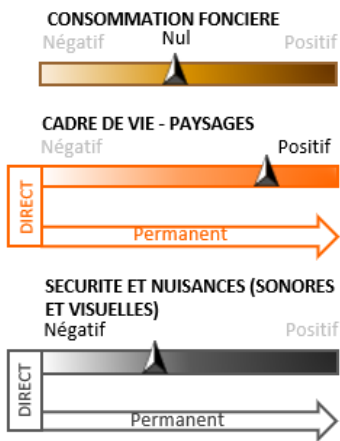 CONSOMMATION FONCIERE
Négatif Nul Positif
CADRE DE VIE - PAYSAGES
Négatif Positif
DIRECT
Permanent
SECURITE ET NUISANCES (SONORES
ET VISUELLES)
Négatif Positif
DIRECT
Permanent